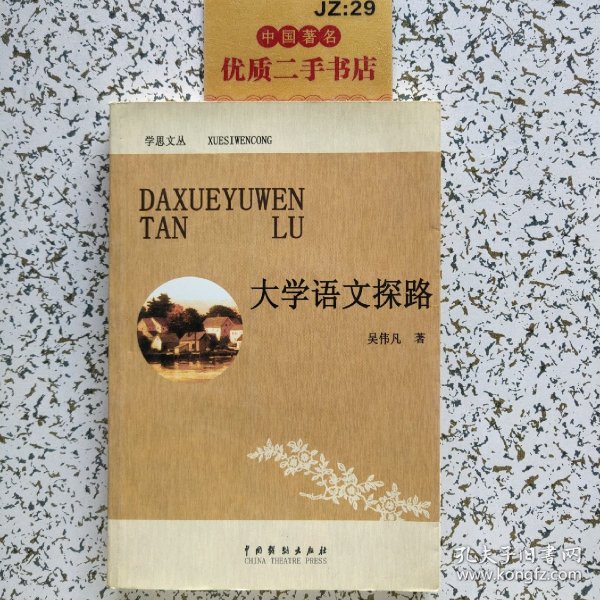 JZ:29
中国著名
优质二手书店
学思文丛 XUESIWENCONG
DAXUEYUWEN
TAN LU
大学语文探路
吴伟凡 著
中国戏剧出版社
CHINA THEATRE PRESS
孔夫子旧书网
www.kongfz.com